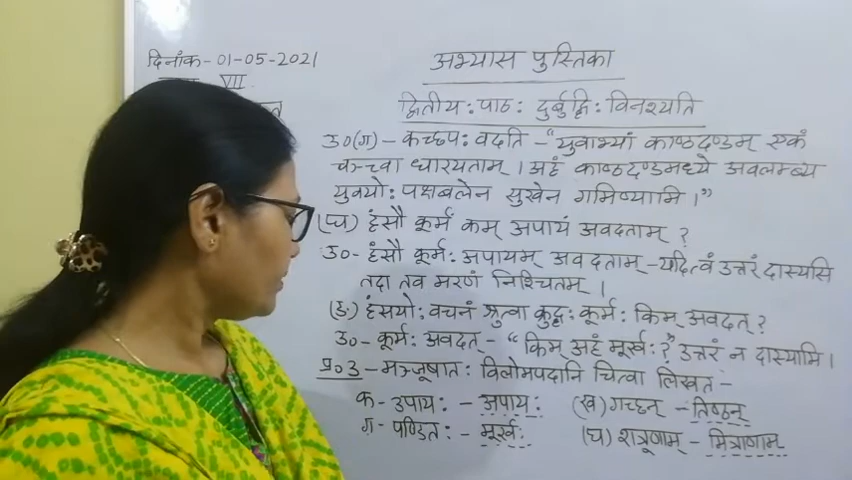 दिनांक-01-05-2021
VII
अभ्यास पुस्तिका
द्वितीय: पाठ: दुर्बुद्धि: विनश्यति
उ०(ग)- कच्छप: वदति - "युवाभ्यां काष्ठदण्डम् एकं
चञ्च्वा धारयताम् । अहं काष्ठदण्डमध्ये अवलम्ब्य
युवयो: पक्षबलेन सुखेन गमिष्यामि ।"
(घ) हंसौ कूर्मं कम् अपायं अवदताम् ?
उ०- हंसौ कूर्म: अपायम् अवदताम् -यदि त्वं उत्तरं दास्यसि
तदा तव मरणं निश्चितम् ।
(ङ) हंसयो: वचनं श्रुत्वा क्रुद्ध: कूर्म: किम् अवदत् ?
उ०- कूर्म: अवदत् - "किम् अहं मूर्ख: ? उत्तरं न दास्यामि ।
प्र०3 - मञ्जूषात: विलोमपदानि चित्वा लिखत -
क- उपाय: - अपाय: (ख) गच्छन् - तिष्ठन्
ग- पण्डित: - मूर्ख: (घ) शत्रूणाम् - मित्राणाम्